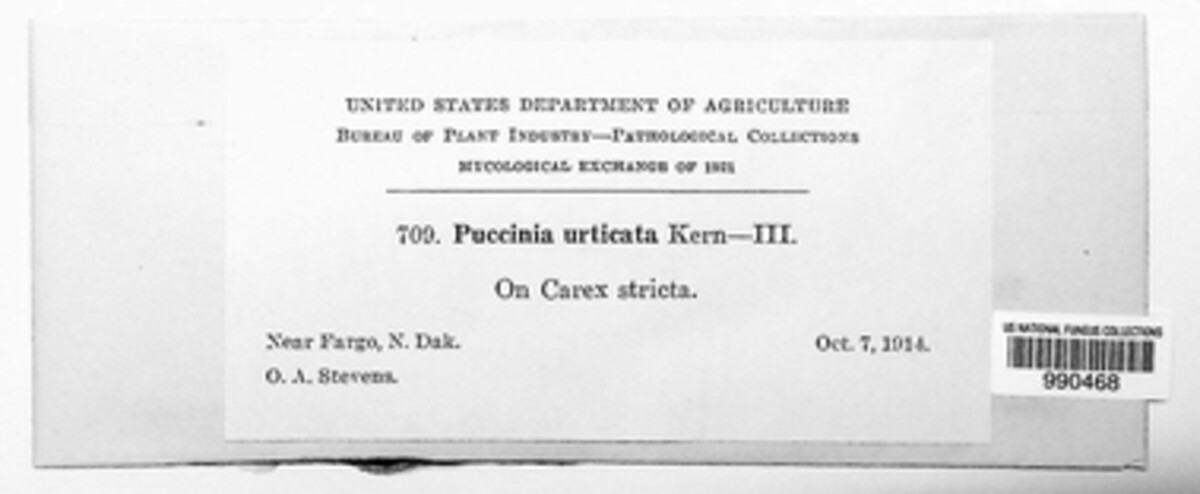 UNITED STATES DEPARTMENT OF AGRICULTURE
BUREAU OF PLANT INDUSTRY—PATHOLOGICAL COLLECTIONS
MYCOLOGICAL EXCHANGE OF
709. Puccinia urticata Kern—III.
On Carex stricta.
Near Fargo, N. Dak.
Oct. 7, 1914.
O. A. Stevens.
US NATIONAL FUNGUS COLLECTIONS
990468